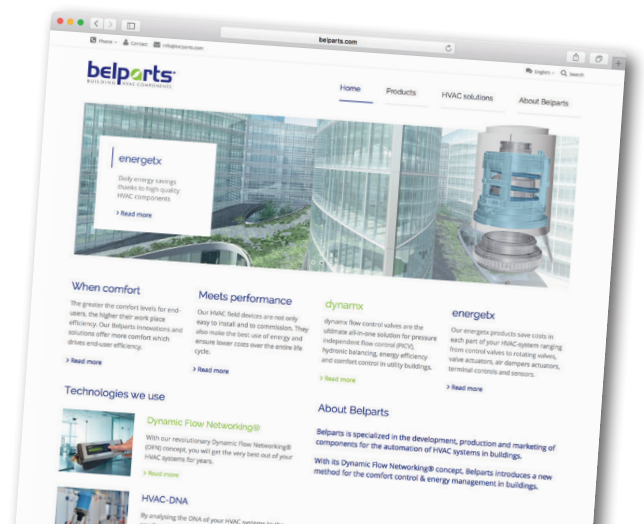 belparts.com
Contact
English
Search
belparts
BUILDING HVAC COMPONENTS
Home
Products
HVAC solutions
About Belparts
energetx
Daily energy savings
thanks to high quality
HVAC components
> Read more
When comfort
The greater the comfort levels for end-
users, the higher their work place
efficiency. Our Belparts innovations and
solutions offer more comfort which
drives end-user efficiency.
> Read more
Meets performance
Our HVAC field devices are not only
easy to install and to commission. They
also make the best use of energy and
ensure lower costs over the entire life
cycle.
> Read more
dynamx
dynamx flow control valves are the
ultimate all-in-one solution for pressure
independent flow control (PICV),
hydronic balancing, energy efficiency
and comfort control in utility buildings.
> Read more
energetx
Our energetx products save costs in
each part of your HVAC-system ranging
from control valves to rotating valves,
valve actuators, air dampers actuators,
terminal controls and sensors.
> Read more
Technologies we use
Dynamic Flow Networking®
With our revolutionary Dynamic Flow Networking®
(DFN) concept, you will get the very best out of your
HVAC systems for years.
> Read more
HVAC-DNA
By analysing the DNA of your HVAC systems
About Belparts
Belparts is specialized in the development, production and marketing of
components for the automation of HVAC systems in buildings.
With its Dynamic Flow Networking® concept, Belparts introduces a new
method for the comfort control & energy management in buildings.